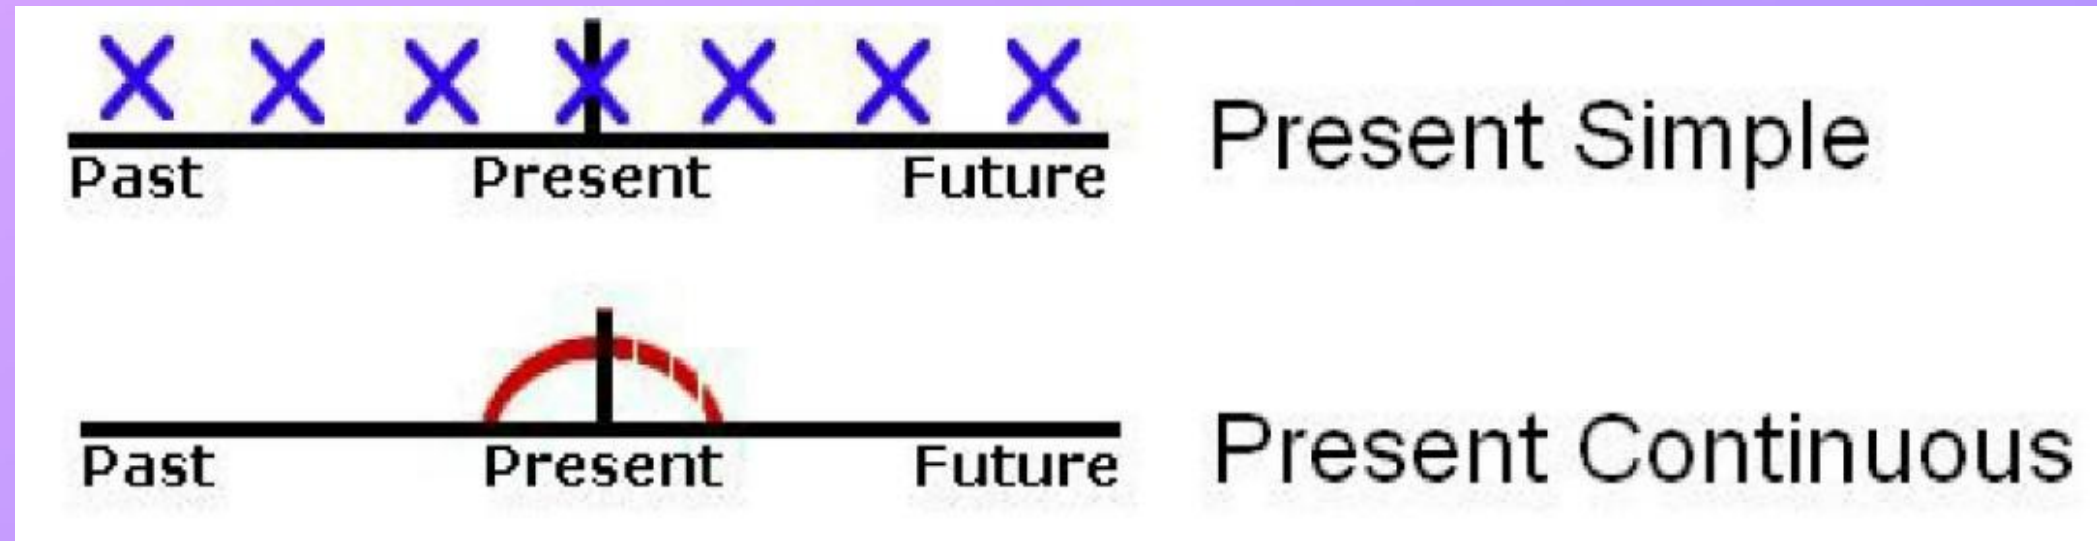 Past Present Future
Present Simple
Past Present Future
Present Continuous